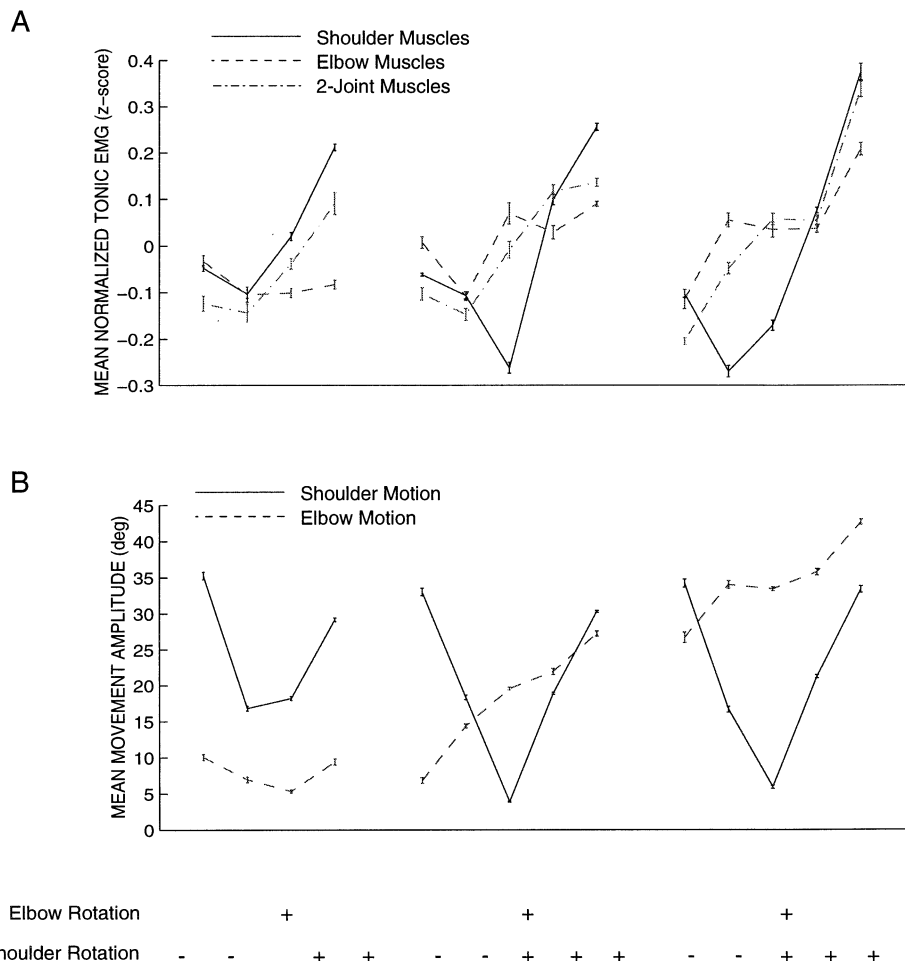 A
Shoulder Muscles
Elbow Muscles
2-Joint Muscles
MEAN NORMALIZED TONIC EMG (z-score)
0.4
0.3
0.2
0.1
0
−0.1
−0.2
−0.3
B
Shoulder Motion
Elbow Motion
MEAN MOVEMENT AMPLITUDE (deg)
45
40
35
30
25
20
15
10
5
0
Elbow Rotation + + +
houlder Rotation - - + + - - + + + - - + + +